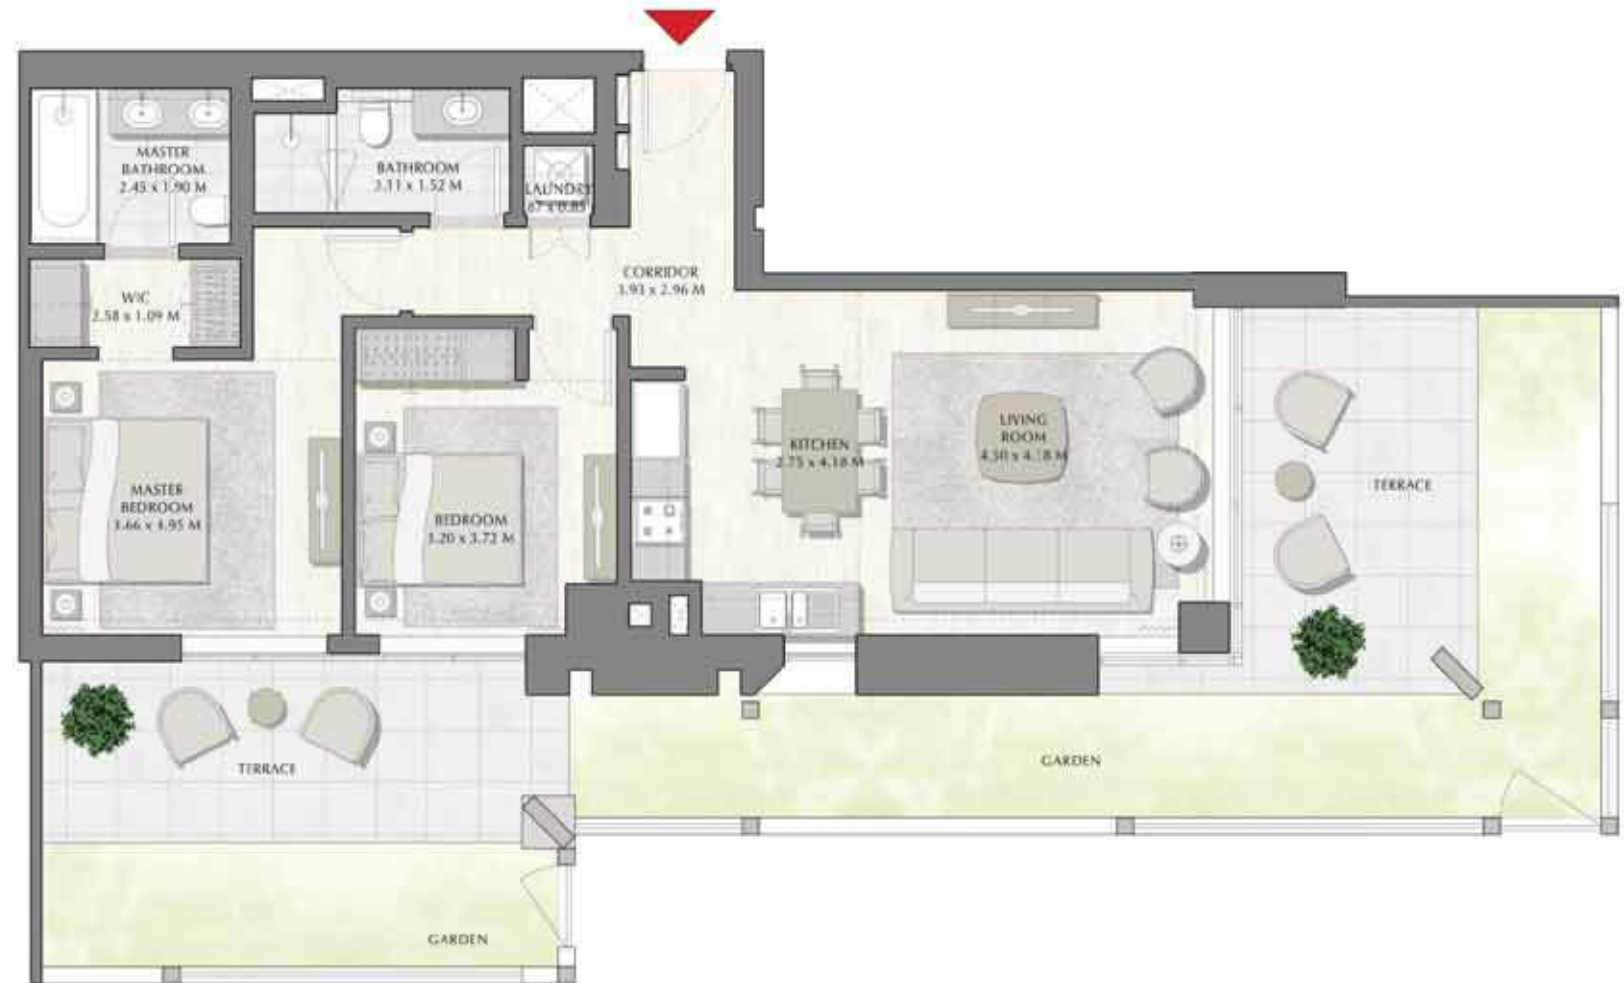 MASTER
BATHROOM
2.45 x 1.90 M
BATHROOM
3.11 x 1.52 M
LAUNDRY
WIC
2.58 x 1.09 M
CORRIDOR
3.93 x 2.96 M
MASTER
BEDROOM
3.66 x 4.95 M
BEDROOM
3.20 x 3.72 M
KITCHEN
2.75 x 4.18 M
LIVING
ROOM
4.50 x 4.18 M
TERRACE
TERRACE
GARDEN
GARDEN